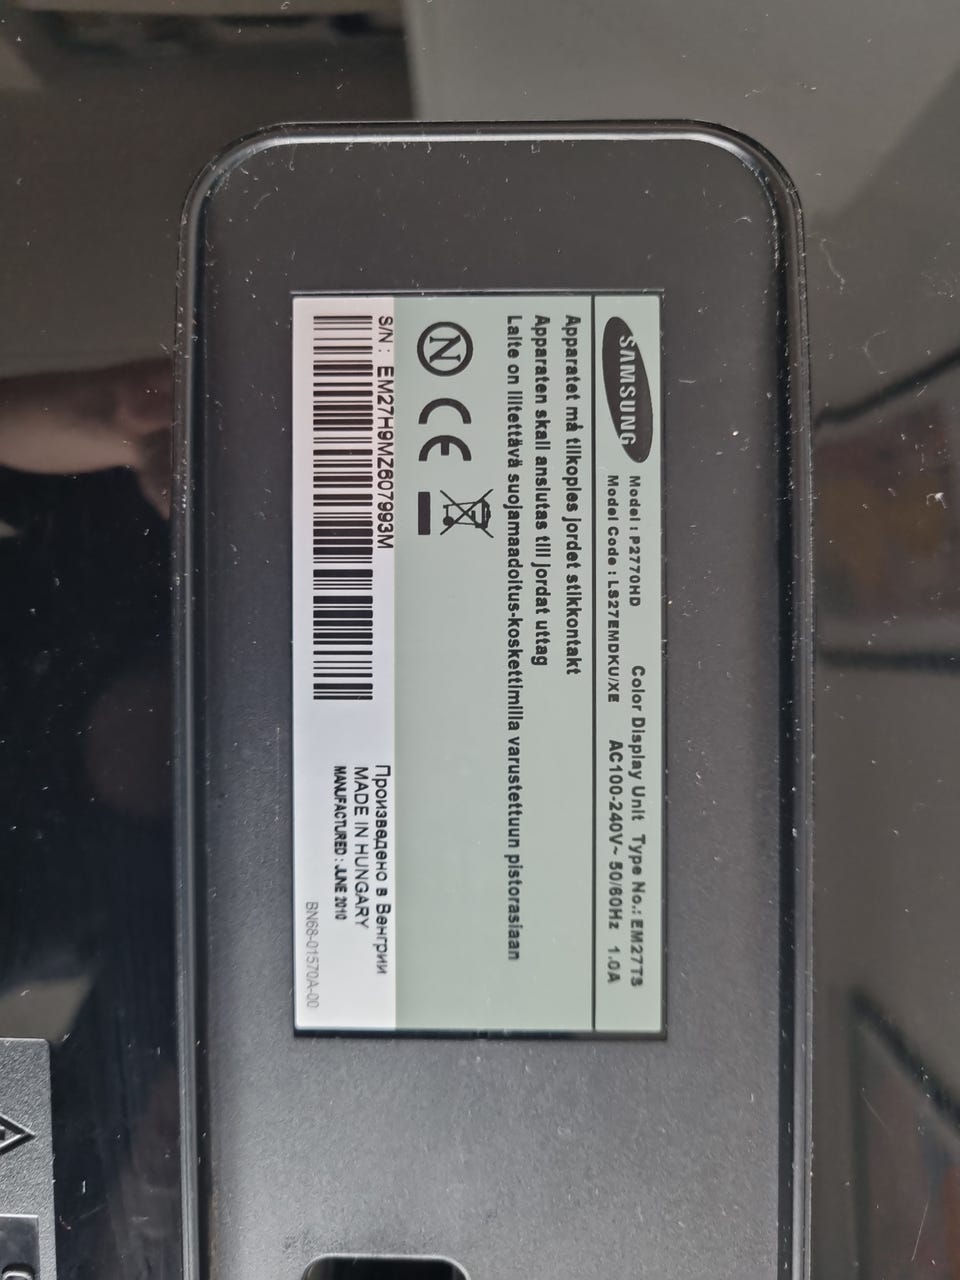 SAMSUNG
Model : P2770HD Color Display Unit Type No.: EM27TS
Model Code : LS27EMDKU/XE AC100-240V~ 50/60Hz 1.0A
Apparatet må tilkoples jordet stikkontakt
Apparaten skall anslutas till jordat uttag
Laite on liitettävä suojamaadoitus-koskettimilla varustettuun pistorasiaan
N CE
S/N : EM27H9MZ607993M
Произведено в Венгрии
MADE IN HUNGARY
MANUFACTURED : JUNE 2010
BN68-01570A-00